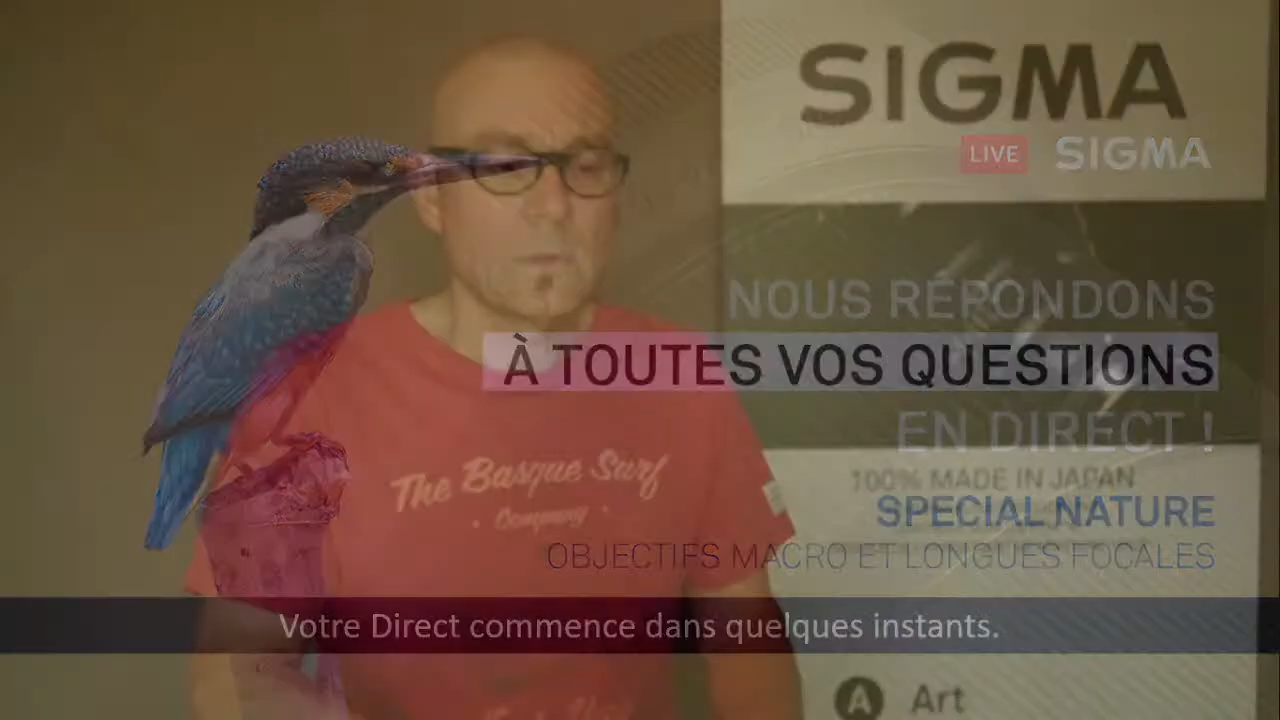 SIGMA
LIVE SIGMA
NOUS RÉPONDONS
À TOUTES VOS QUESTIONS
EN DIRECT !
100% MADE IN JAPAN
SPECIAL NATURE
OBJECTIFS MACRO ET LONGUES FOCALES
The Basque Surf
· Company ·
Votre Direct commence dans quelques instants.
A Art